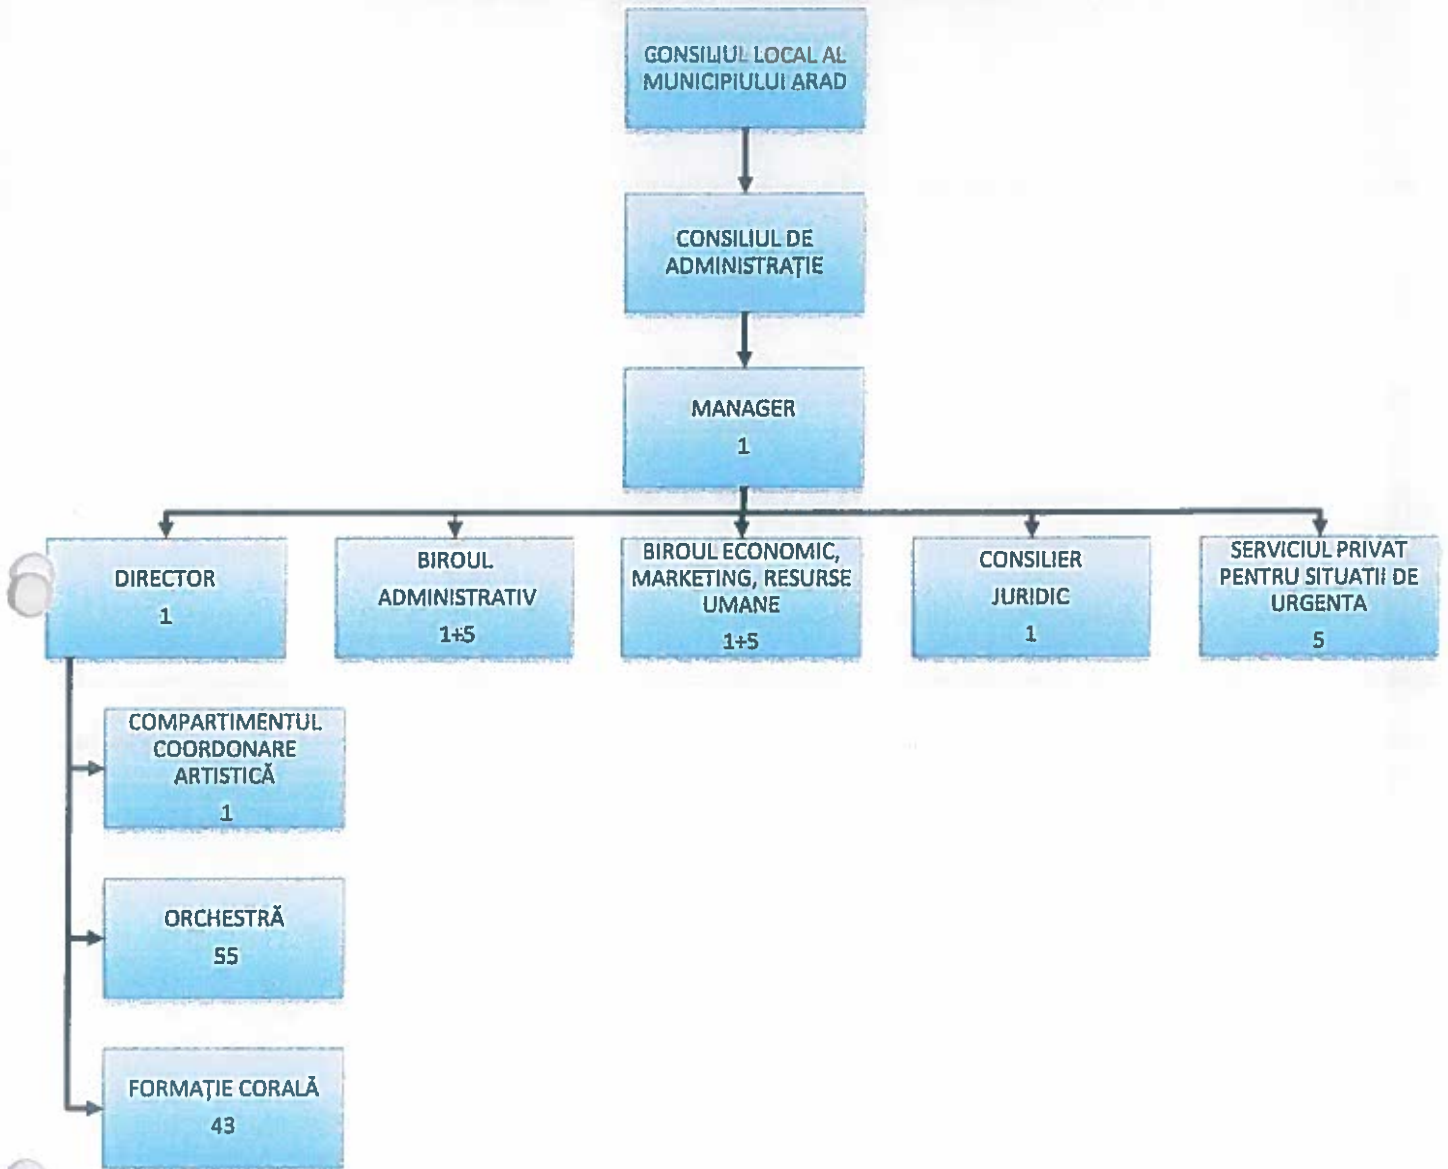 CONSILIUL LOCAL AL
MUNICIPIULUI ARAD
CONSILIUL DE
ADMINISTRAȚIE
MANAGER
1
DIRECTOR
1
BIROUL
ADMINISTRATIV
1+5
BIROUL ECONOMIC,
MARKETING, RESURSE
UMANE
1+5
CONSILIER
JURIDIC
1
SERVICIUL PRIVAT
PENTRU SITUATII DE
URGENTA
5
COMPARTIMENTUL
COORDONARE
ARTISTICĂ
1
ORCHESTRĂ
55
FORMAȚIE CORALĂ
43